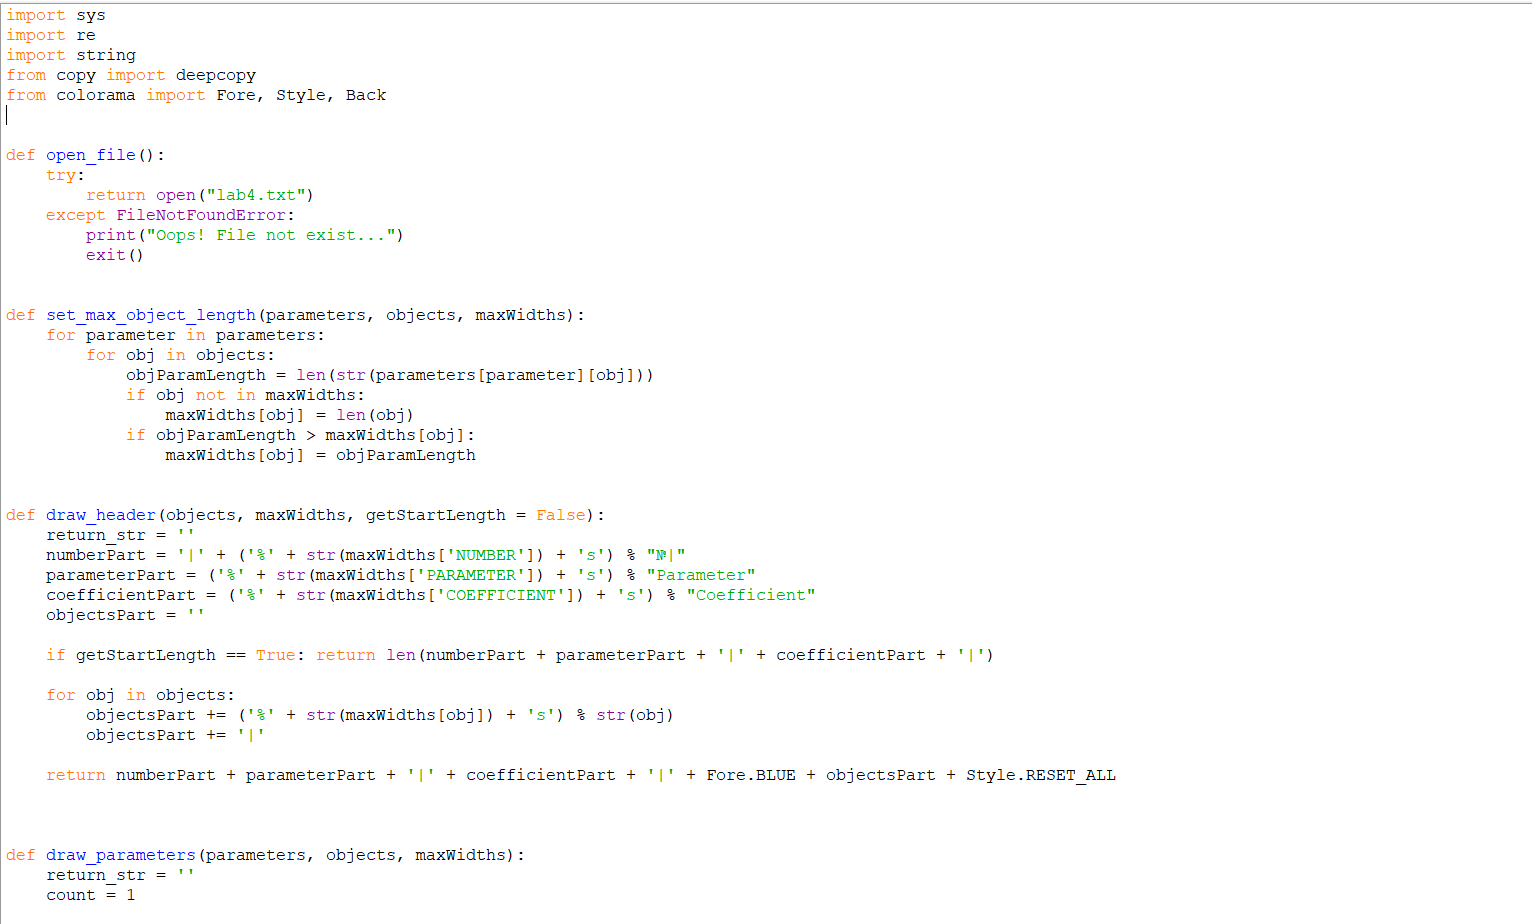 import sys
import re
import string
from copy import deepcopy
from colorama import Fore, Style, Back
def open_file():
    try:
        return open("lab4.txt")
    except FileNotFoundError:
        print("Oops! File not exist...")
        exit()
def set_max_object_length(parameters, objects, maxWidths):
    for parameter in parameters:
        for obj in objects:
            objParamLength = len(str(parameters[parameter][obj]))
            if obj not in maxWidths:
                maxWidths[obj] = len(obj)
            if objParamLength > maxWidths[obj]:
                maxWidths[obj] = objParamLength
def draw_header(objects, maxWidths, getStartLength = False):
    return_str = ''
    numberPart = '|' + ('%' + str(maxWidths['NUMBER']) + 's') % "№|"
    parameterPart = ('%' + str(maxWidths['PARAMETER']) + 's') % "Parameter"
    coefficientPart = ('%' + str(maxWidths['COEFFICIENT']) + 's') % "Coefficient"
    objectsPart = ''
    if getStartLength == True: return len(numberPart + parameterPart + '|' + coefficientPart + '|')
    for obj in objects:
        objectsPart += ('%' + str(maxWidths[obj]) + 's') % str(obj)
        objectsPart += '|'
    return numberPart + parameterPart + '|' + coefficientPart + '|' + Fore.BLUE + objectsPart + Style.RESET_ALL
def draw_parameters(parameters, objects, maxWidths):
    return_str = ''
    count = 1